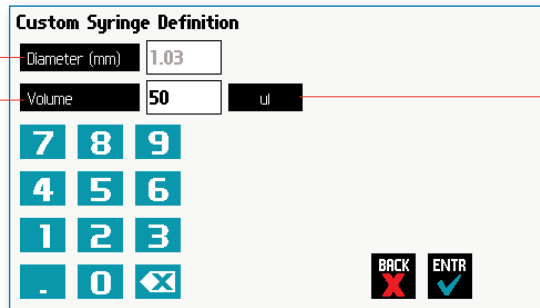 Custom Syringe Definition
Diameter (mm) 1.03
Volume 50 ul
7 8 9
4 5 6
1 2 3
. 0 X
BACK ENTR